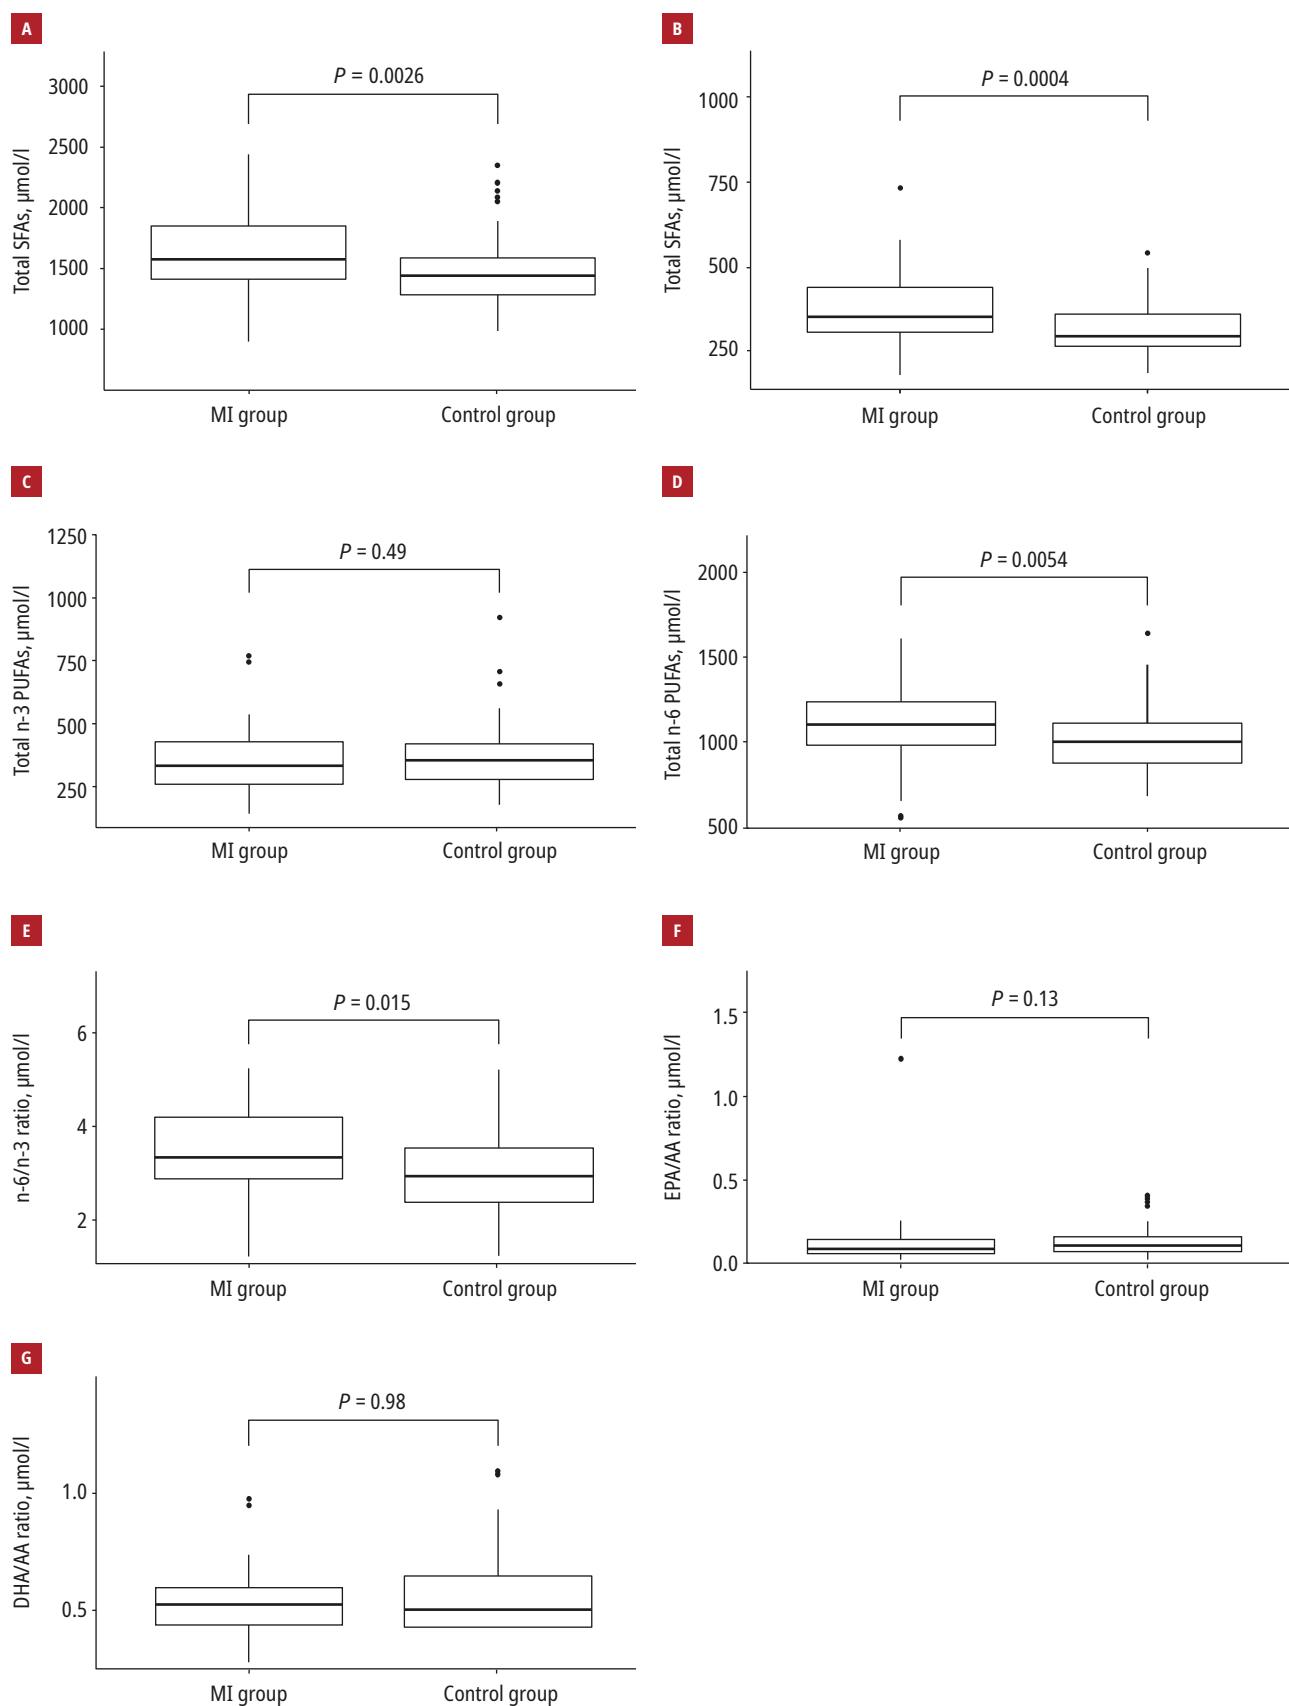 A
P = 0.0026
Total SFAs, µmol/l
3000
2500
2000
1500
1000
MI group
Control group
B
P = 0.0004
Total SFAs, µmol/l
1000
750
500
250
MI group
Control group
C
P = 0.49
Total n-3 PUFAs, µmol/l
1250
1000
750
500
250
MI group
Control group
D
P = 0.0054
Total n-6 PUFAs, µmol/l
2000
1500
1000
500
MI group
Control group
E
P = 0.015
n-6/n-3 ratio, µmol/l
6
4
2
MI group
Control group
F
P = 0.13
EPA/AA ratio, µmol/l
1.5
1.0
0.5
0.0
MI group
Control group
G
P = 0.98
DHA/AA ratio, µmol/l
1.0
0.5
MI group
Control group